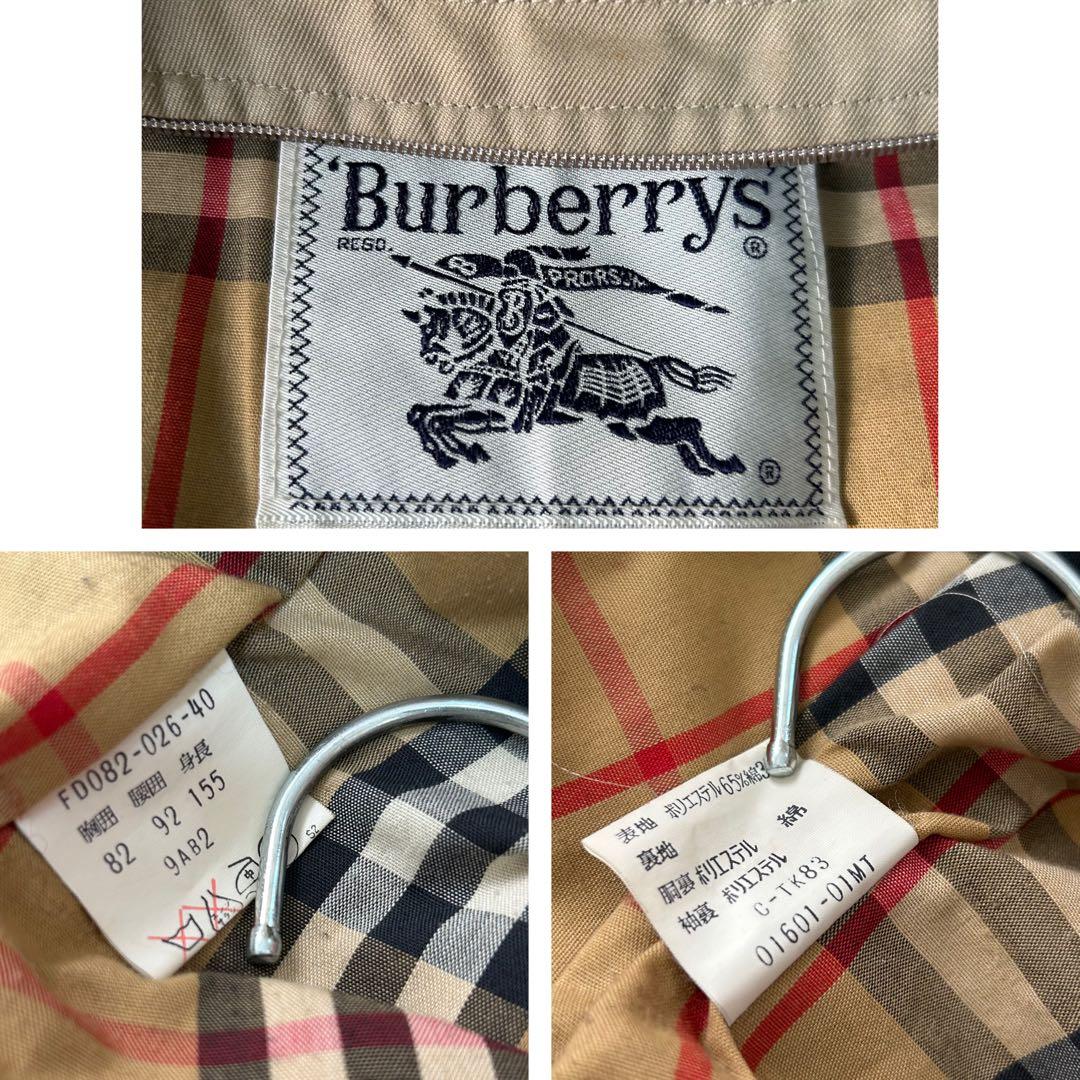 'Burberrys'
REGD.
®
PRORSUM
®
FD082-026-40
胸囲 腰囲 身長
82 92 155
9AB2
表地 ポリエステル65%綿3
裏地 綿
胴裏 ポリエステル
袖裏 ポリエステル
C-TK83
01601-01MT